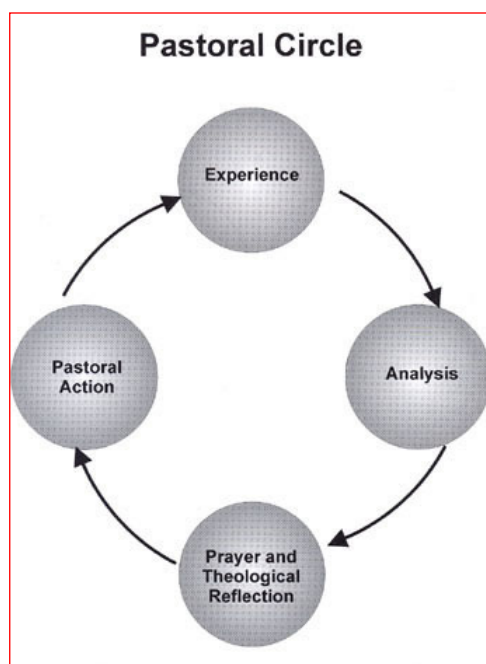 Pastoral Circle
Experience
Analysis
Prayer and
Theological
Reflection
Pastoral
Action